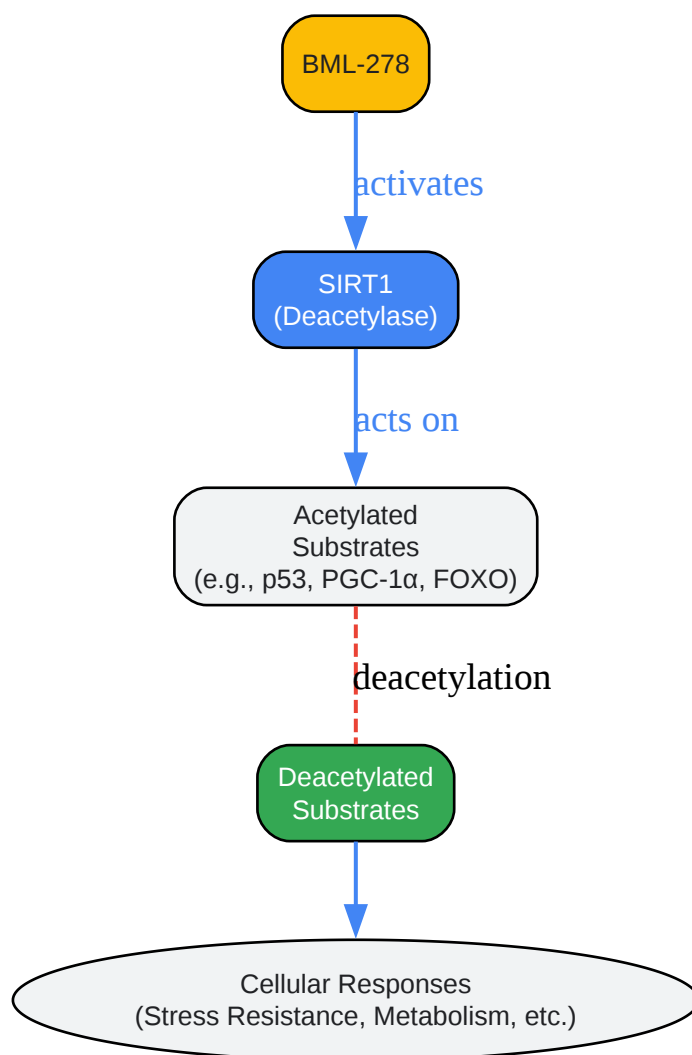 BML-278
activates
SIRT1
(Deacetylase)
acts on
Acetylated
Substrates
(e.g., p53, PGC-1α, FOXO)
deacetylation
Deacetylated
Substrates
Cellular Responses
(Stress Resistance, Metabolism, etc.)